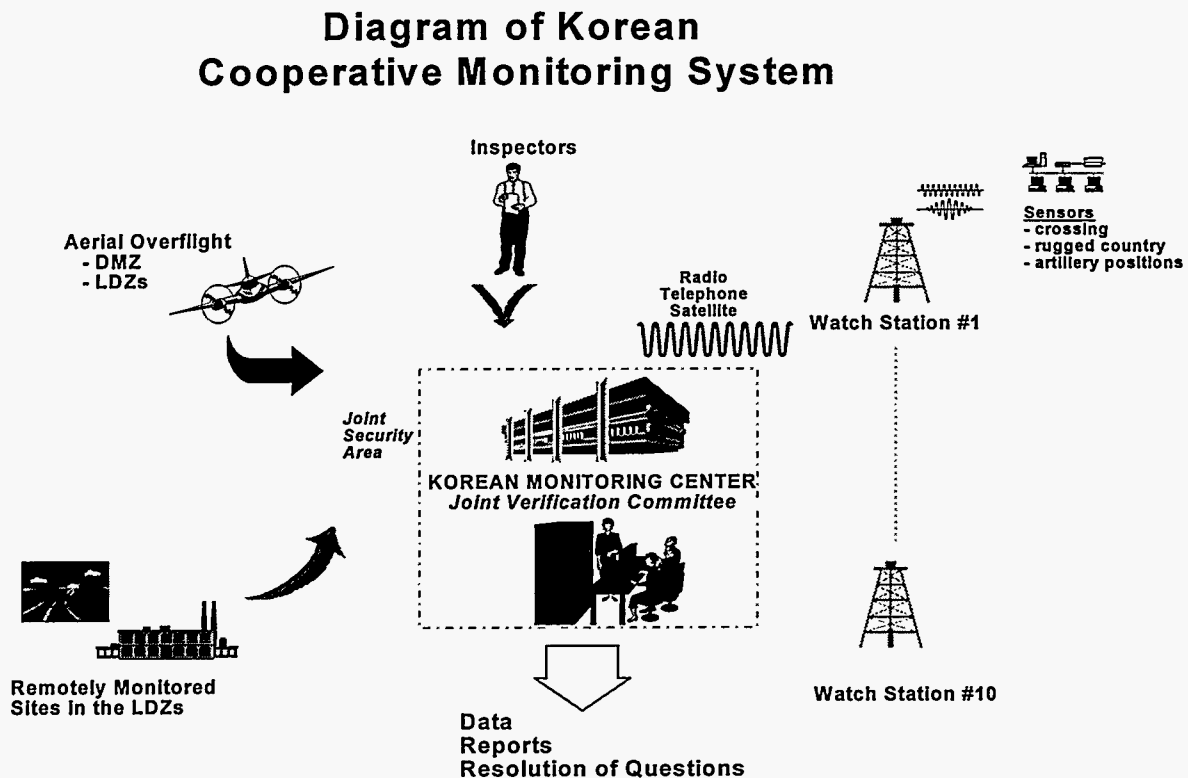 Diagram of Korean
Cooperative Monitoring System
Inspectors
Aerial Overflight
- DMZ
- LDZs
Sensors
- crossing
- rugged country
- artillery positions
Radio
Telephone
Satellite
Watch Station #1
Joint
Security
Area
KOREAN MONITORING CENTER
Joint Verification Committee
Remotely Monitored
Sites in the LDZs
Watch Station #10
Data
Reports
Resolution of Questions